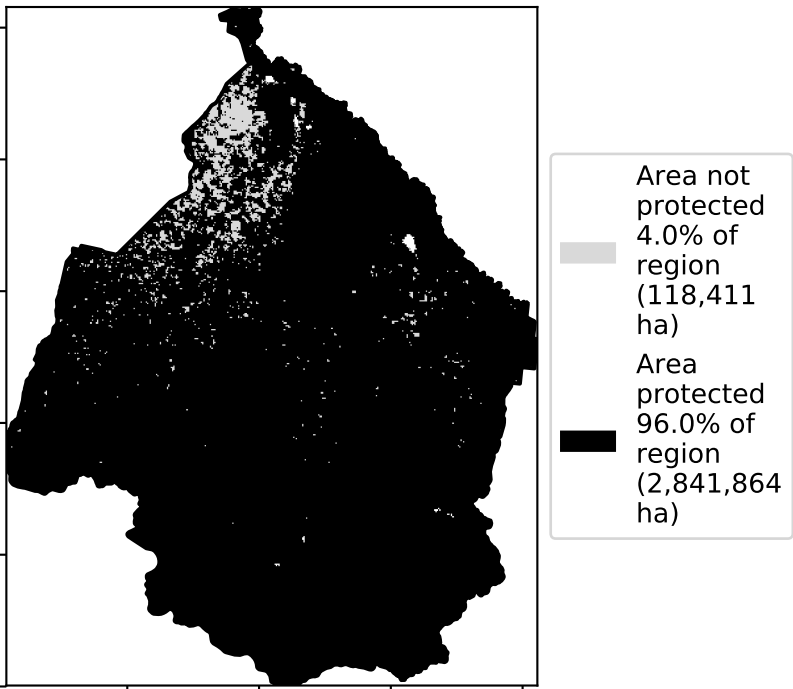 Area not
protected
4.0% of
region
(118,411
ha)
Area
protected
96.0% of
region
(2,841,864
ha)